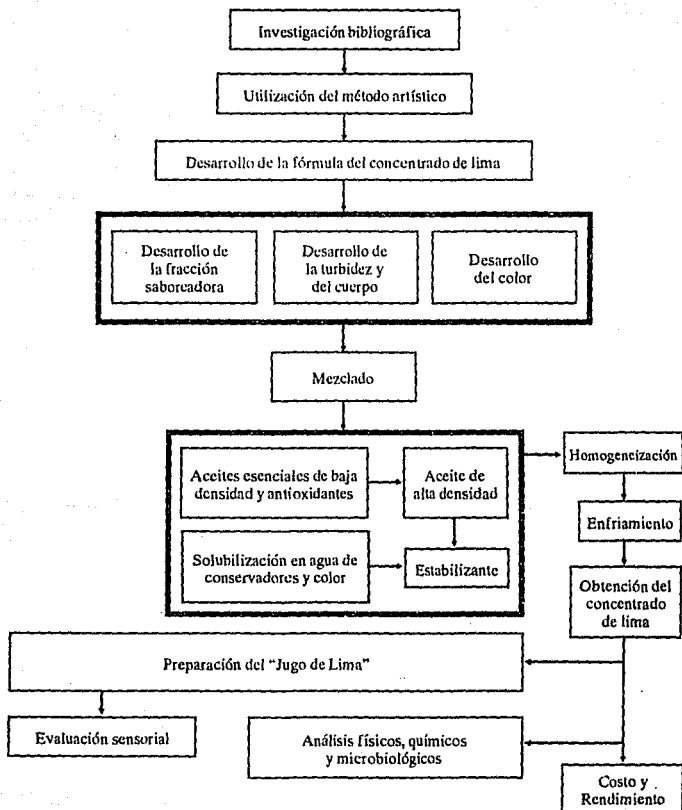 Investigación bibliográfica
Utilización del método artístico
Desarrollo de la fórmula del concentrado de lima
Desarrollo de
la fracción
saboreadora
Desarrollo de
la turbidez y
del cuerpo
Desarrollo
del color
Mezclado
Aceites esenciales de baja
densidad y antioxidantes
Aceite de
alta densidad
Solubilización en agua de
conservadores y color
Estabilizante
Homogeneización
Enfriamiento
Obtención del
concentrado
de lima
Preparación del "Jugo de Lima"
Evaluación sensorial
Análisis físicos, químicos
y microbiológicos
Costo y
Rendimiento